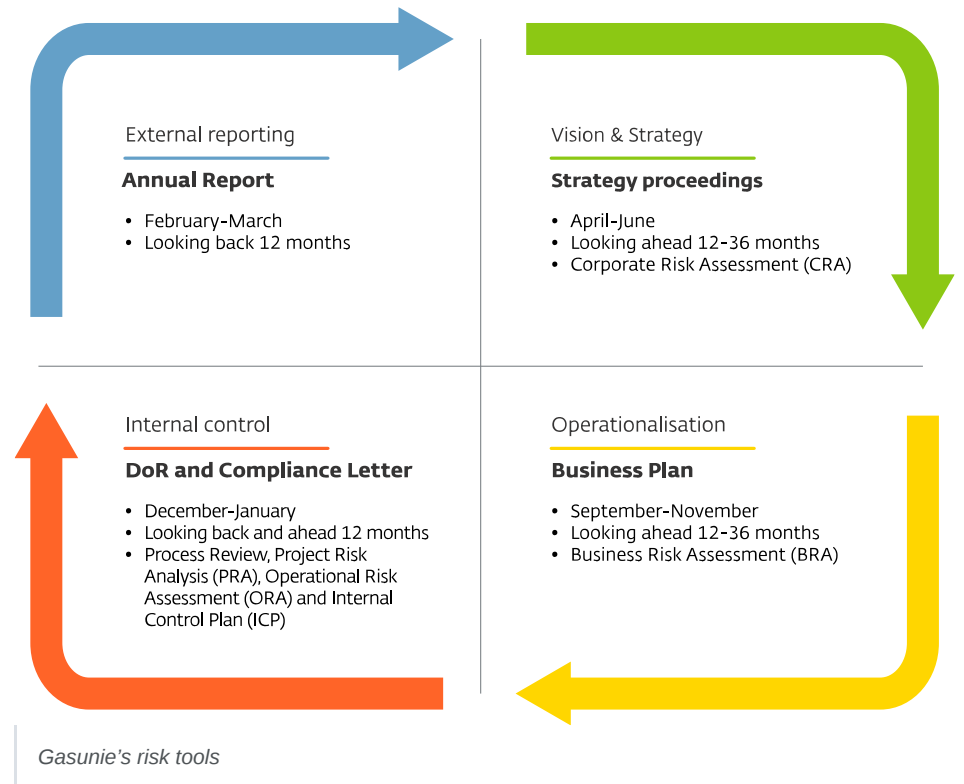 External reporting
Annual Report
• February-March
• Looking back 12 months
Vision & Strategy
Strategy proceedings
• April-June
• Looking ahead 12-36 months
• Corporate Risk Assessment (CRA)
Internal control
DoR and Compliance Letter
• December-January
• Looking back and ahead 12 months
• Process Review, Project Risk
Analysis (PRA), Operational Risk
Assessment (ORA) and Internal
Control Plan (ICP)
Operationalisation
Business Plan
• September-November
• Looking ahead 12-36 months
• Business Risk Assessment (BRA)
Gasunie's risk tools